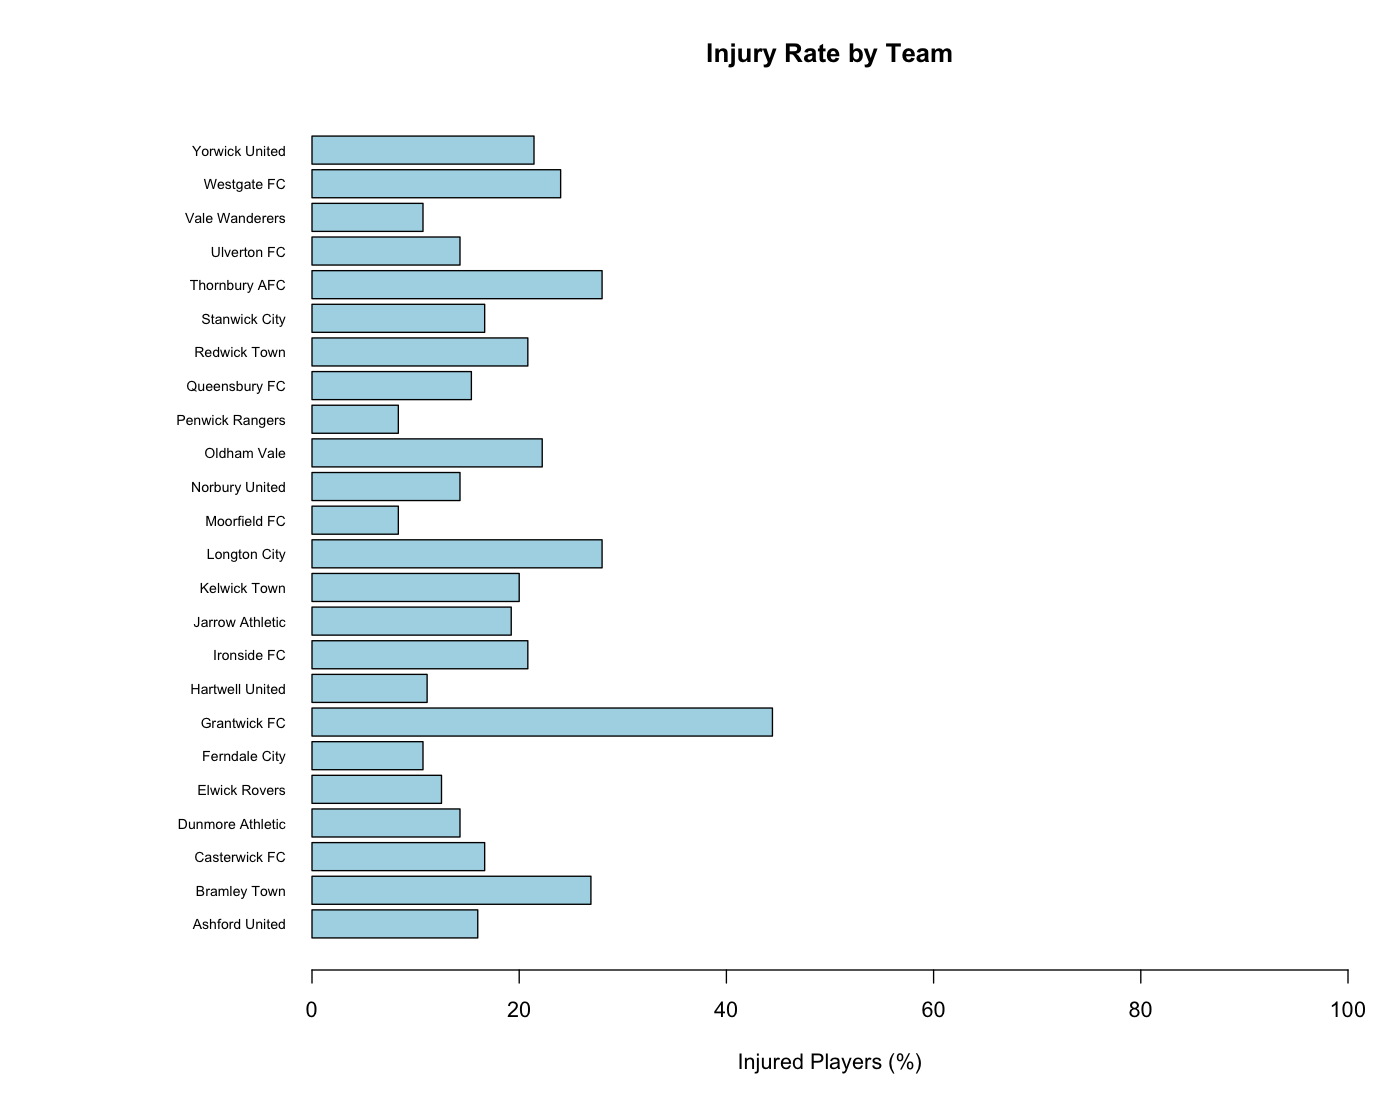 Injury Rate by Team
Yorwick United
Westgate FC
Vale Wanderers
Ulverton FC
Thornbury AFC
Stanwick City
Redwick Town
Queensbury FC
Penwick Rangers
Oldham Vale
Norbury United
Moorfield FC
Longton City
Kelwick Town
Jarrow Athletic
Ironside FC
Hartwell United
Grantwick FC
Ferndale City
Elwick Rovers
Dunmore Athletic
Casterwick FC
Bramley Town
Ashford United
0 20 40 60 80 100
Injured Players (%)